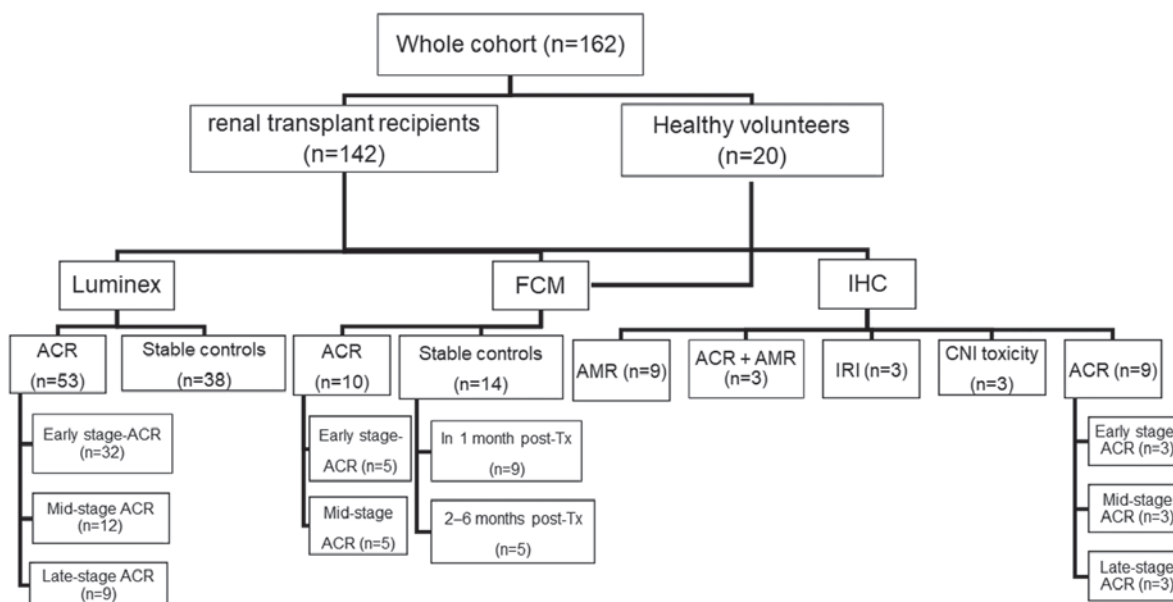 Whole cohort (n=162)
renal transplant recipients
(n=142)
Healthy volunteers
(n=20)
Luminex
FCM
IHC
ACR
(n=53)
Stable controls
(n=38)
ACR
(n=10)
Stable controls
(n=14)
AMR (n=9)
ACR + AMR
(n=3)
IRI (n=3)
CNI toxicity
(n=3)
ACR (n=9)
Early stage-ACR
(n=32)
Mid-stage ACR
(n=12)
Late-stage ACR
(n=9)
Early stage-
ACR (n=5)
Mid-stage
ACR (n=5)
In 1 month post-Tx
(n=9)
2–6 months post-Tx
(n=5)
Early stage-
ACR (n=3)
Mid-stage
ACR (n=3)
Late-stage
ACR (n=3)